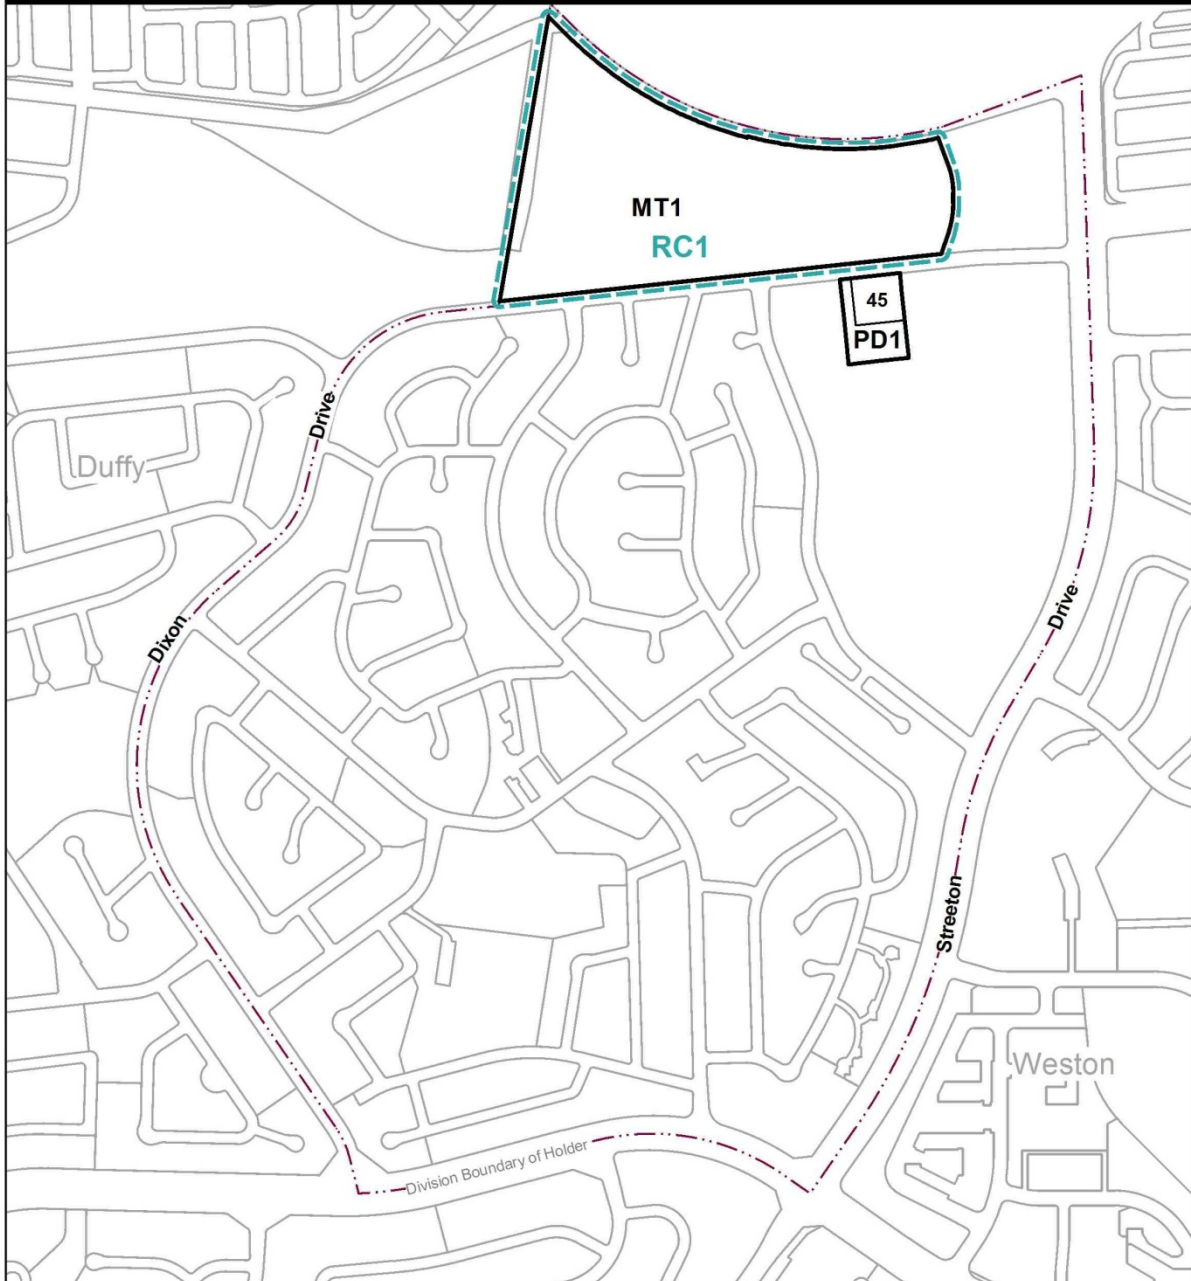 MT1
RC1
45
PD1
Drive
Duffy
Drive
Dixon
Streeton
Weston
Division Boundary of Holder